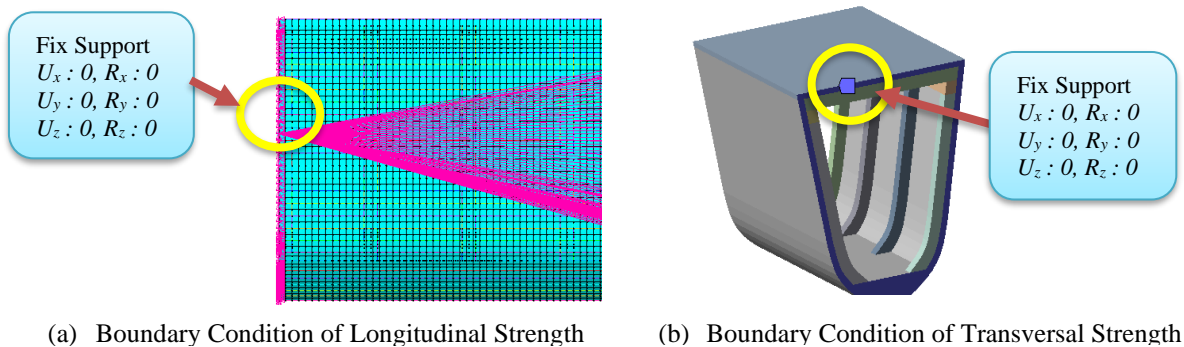 Fix Support
Ux : 0, Rx : 0
Uy : 0, Ry : 0
Uz : 0, Rz : 0
Fix Support
Ux : 0, Rx : 0
Uy : 0, Ry : 0
Uz : 0, Rz : 0
(a) Boundary Condition of Longitudinal Strength
(b) Boundary Condition of Transversal Strength